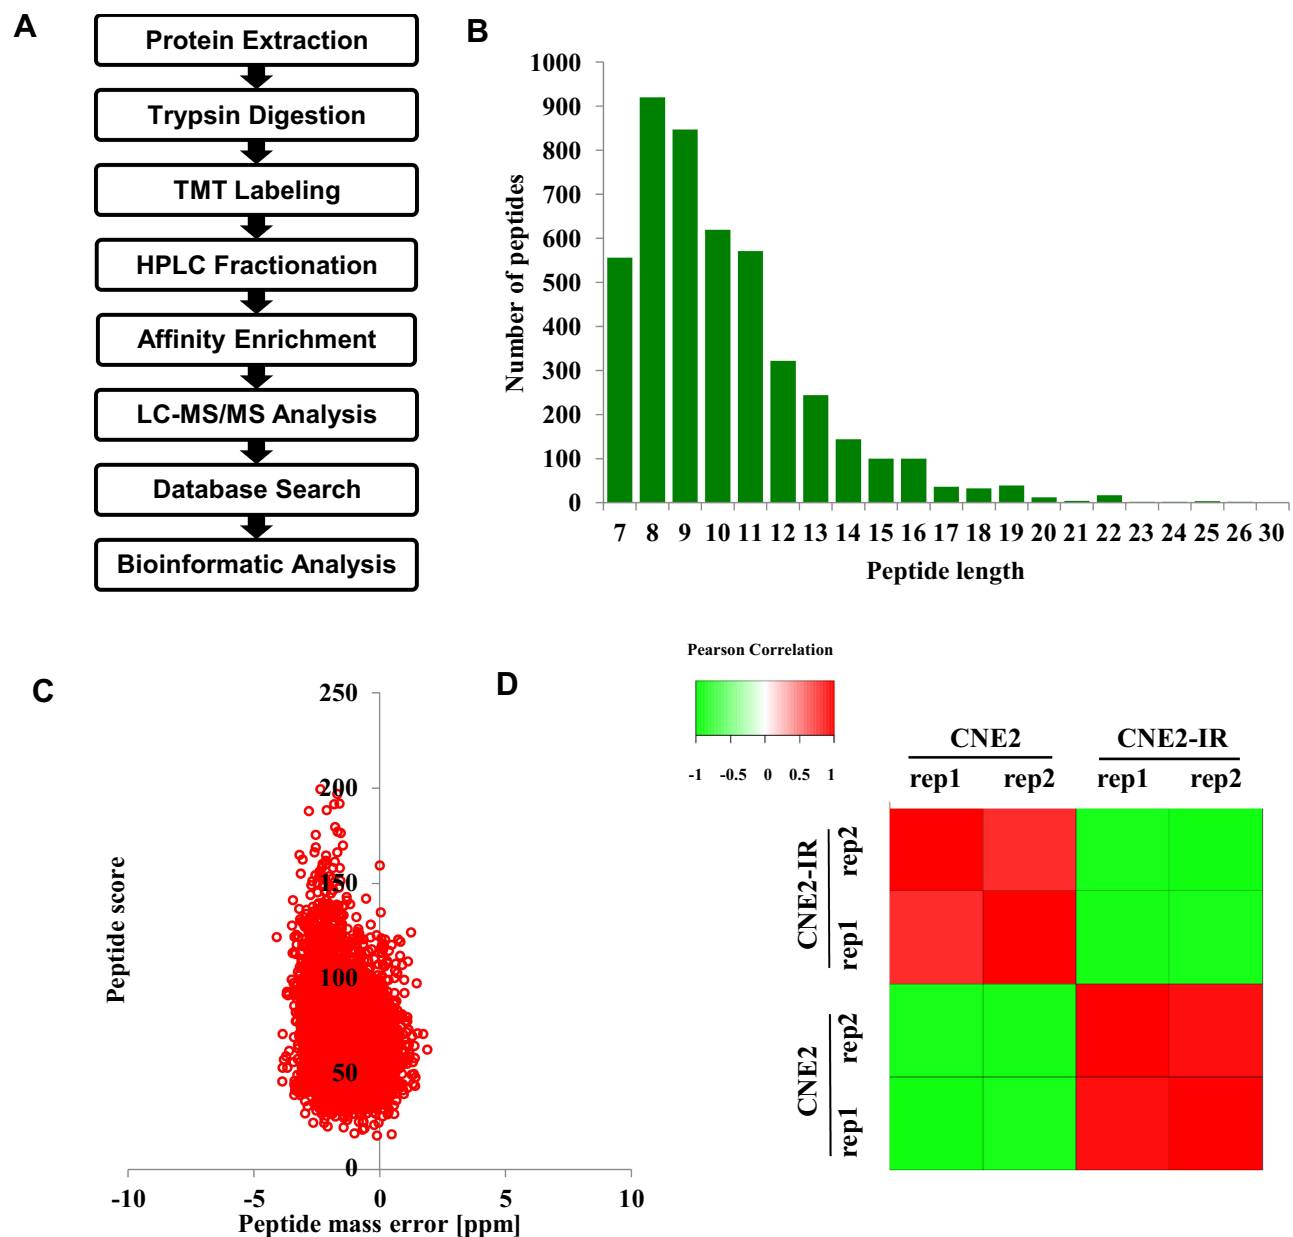 A
Protein Extraction
Trypsin Digestion
TMT Labeling
HPLC Fractionation
Affinity Enrichment
LC-MS/MS Analysis
Database Search
Bioinformatic Analysis
B
Number of peptides
1000
900
800
700
600
500
400
300
200
100
0
7 8 9 10 11 12 13 14 15 16 17 18 19 20 21 22 23 24 25 26 30
Peptide length
C
Peptide score
250
200
150
100
50
0
-10 -5 0 5 10
Peptide mass error [ppm]
D
Pearson Correlation
-1 -0.5 0 0.5 1
CNE2 CNE2-IR
rep1 rep2 rep1 rep2
CNE2-IR
rep2
rep1
CNE2
rep2
rep1